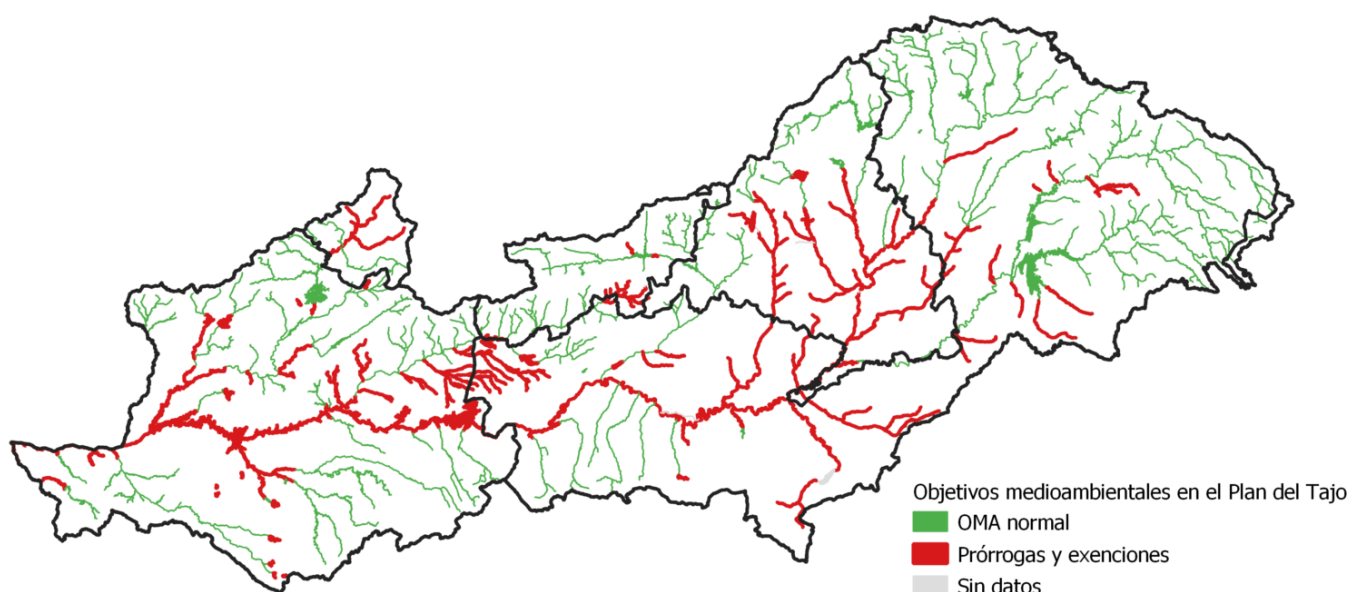 Objetivos medioambientales en el Plan del Tajo
OMA normal
Prórrogas y exenciones
Sin datos